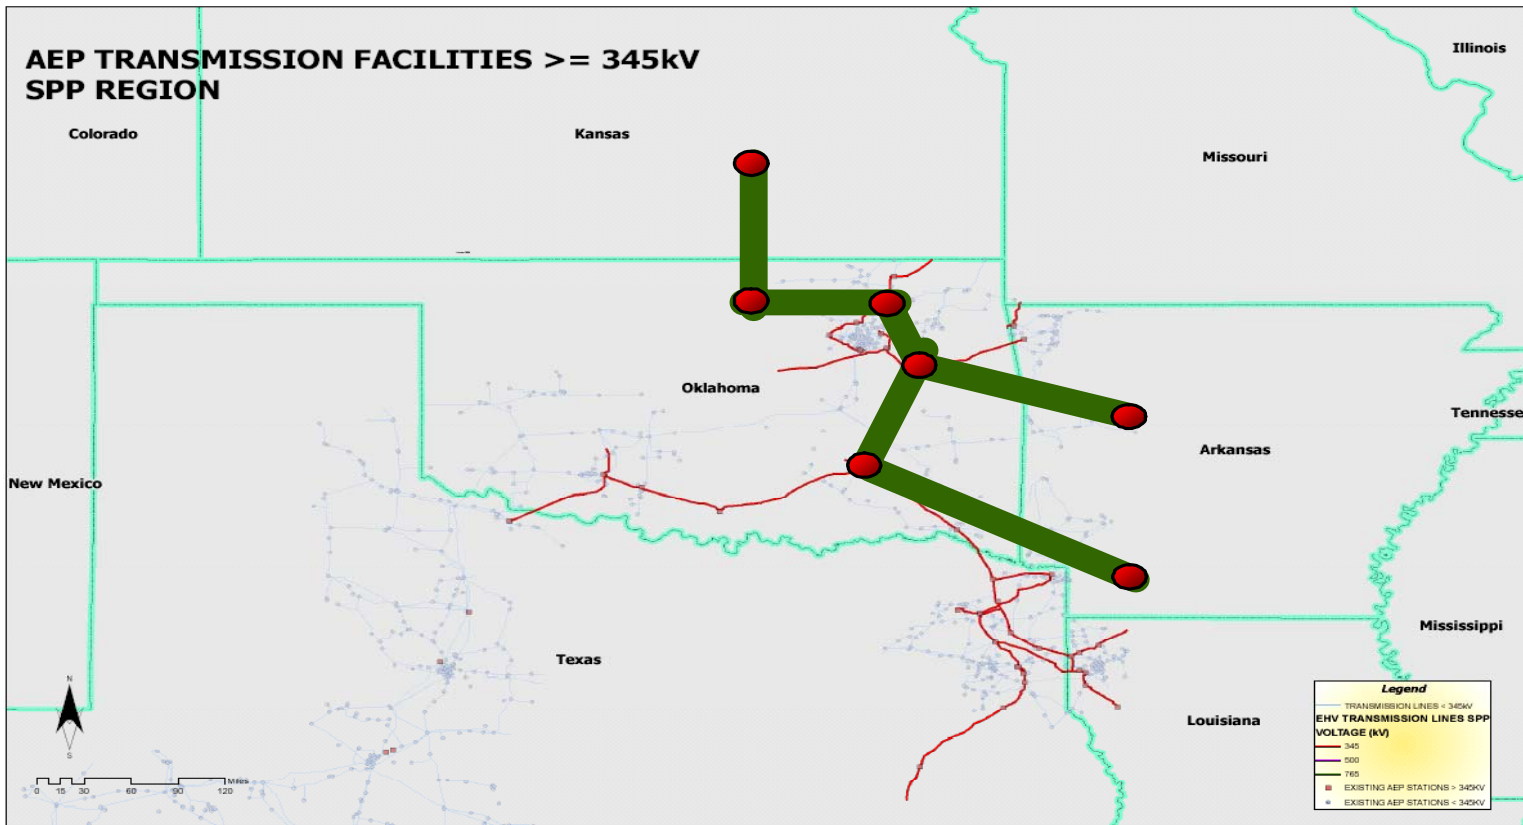 AEP TRANSMISSION FACILITIES >= 345kV
SPP REGION
Illinois
Colorado
Kansas
Missouri
Oklahoma
Tennesse
Arkansas
New Mexico
Mississippi
Texas
Louisiana
N
S
Miles
0 15 30 60 90 120
Legend
TRANSMISSION LINES < 345kV
EHV TRANSMISSION LINES SPP
VOLTAGE (kV)
345
500
765
EXISTING AEP STATIONS > 345KV
EXISTING AEP STATIONS < 345KV